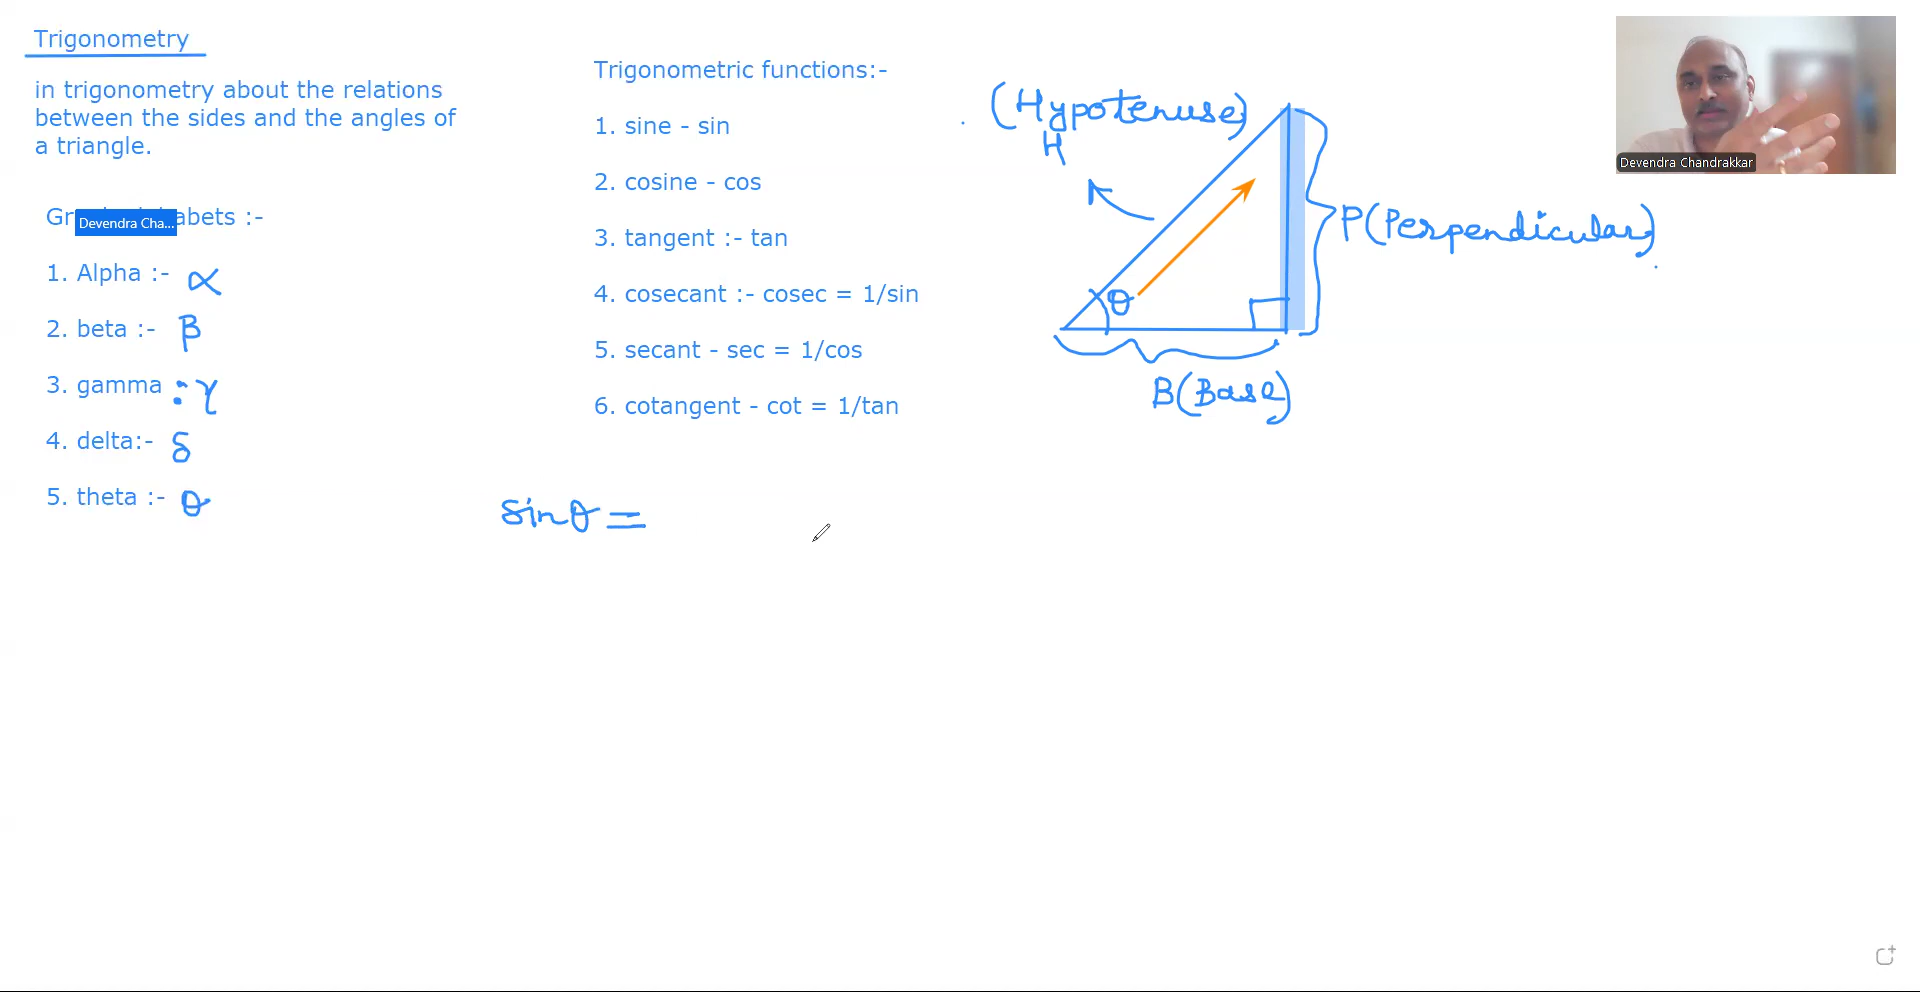 Trigonometry
in trigonometry about the relations
between the sides and the angles of
a triangle.
Devendra Cha...
abets :-
1. Alpha :- α
2. beta :- β
3. gamma :- γ
4. delta:- δ
5. theta :- θ
Trigonometric functions:-
1. sine - sin
2. cosine - cos
3. tangent :- tan
4. cosecant :- cosec = 1/sin
5. secant - sec = 1/cos
6. cotangent - cot = 1/tan
sinθ =
(Hypotenuse)
H
θ
P(Perpendicular)
B(Base)
Devendra Chandrakkar